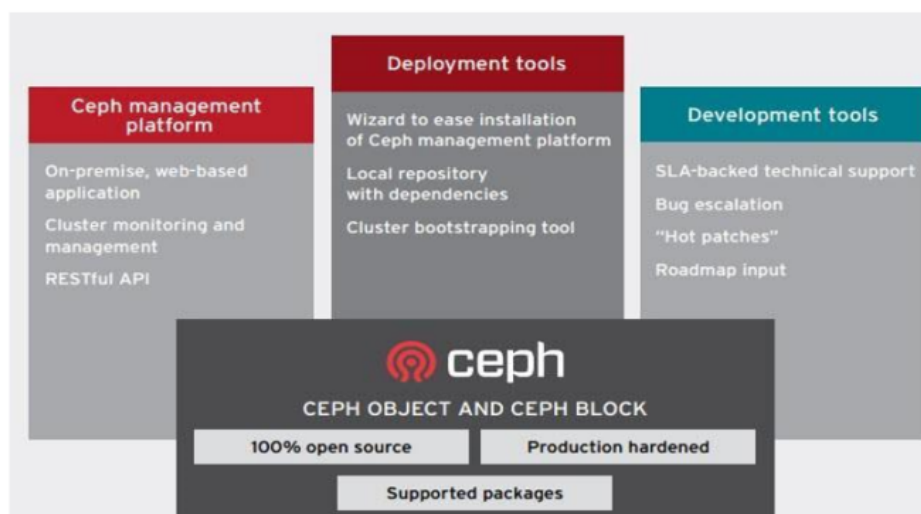 Ceph management
platform
On-premise, web-based
application
Cluster monitoring and
management
RESTful API
Deployment tools
Wizard to ease installation
of Ceph management platform
Local repository
with dependencies
Cluster bootstrapping tool
Development tools
SLA-backed technical support
Bug escalation
"Hot patches"
Roadmap input
ceph
CEPH OBJECT AND CEPH BLOCK
100% open source
Production hardened
Supported packages